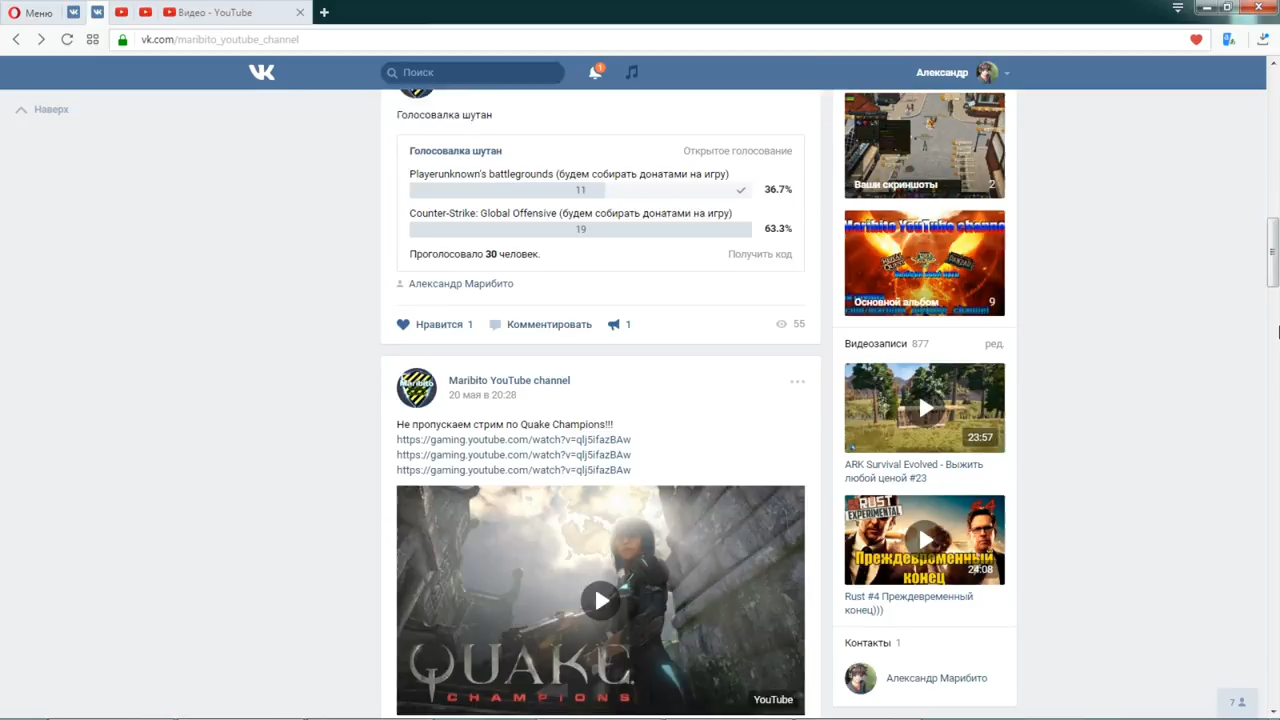 Меню
Видео - YouTube
vk.com/maribito_youtube_channel
Поиск
1
Александр
Наверх
Голосовалка шутан
Голосовалка шутан
Открытое голосование
Playerunknown's battlegrounds (будем собирать донатами на игру)
11
36.7%
Counter-Strike: Global Offensive (будем собирать донатами на игру)
19
63.3%
Проголосовало 30 человек.
Получить код
Александр Марибито
Нравится 1
Комментировать
1
55
Maribito YouTube channel
20 мая в 20:28
Не пропускаем стрим по Quake Champions!!!
https://gaming.youtube.com/watch?v=qlj5ifazBAw
https://gaming.youtube.com/watch?v=qlj5ifazBAw
https://gaming.youtube.com/watch?v=qlj5ifazBAw
QUAKE
CHAMPIONS
YouTube
Ваши скриншоты 2
Maribito YouTube channel
Основной альбом 9
Видеозаписи 877
ред.
23:57
ARK Survival Evolved - Выжить
любой ценой #23
RUST
EXPERIMENTAL
#4
Преждевременный
конец
24:08
Rust #4 Преждевременный
конец)))
Контакты 1
Александр Марибито
7